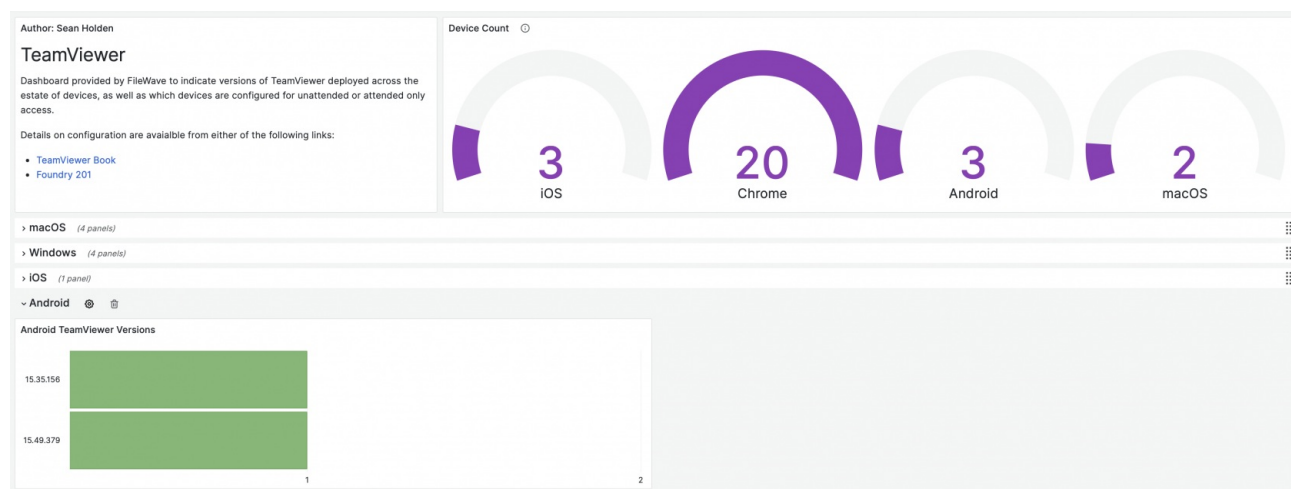 Author: Sean Holden
TeamViewer
Dashboard provided by FileWave to indicate versions of TeamViewer deployed across the
estate of devices, as well as which devices are configured for unattended or attended only
access.
Details on configuration are avaialble from either of the following links:
TeamViewer Book
Foundry 201
Device Count
3
iOS
20
Chrome
3
Android
2
macOS
macOS (4 panels)
Windows (4 panels)
iOS (1 panel)
Android
Android TeamViewer Versions
15.35.156
15.49.379
1
2